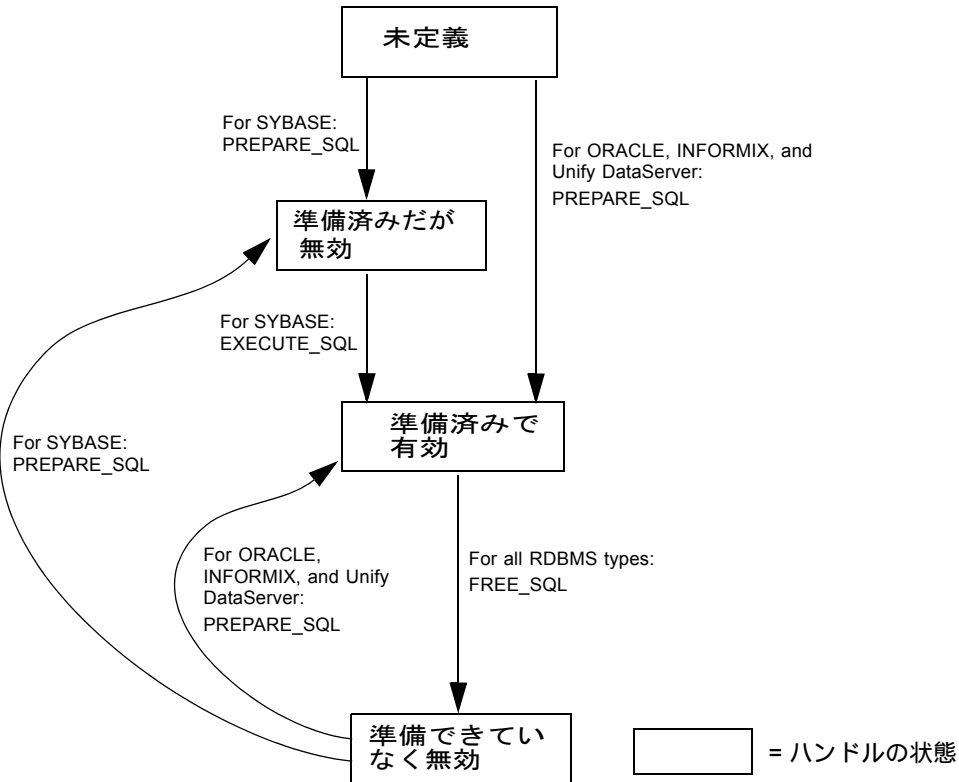 未定義
For SYBASE:
PREPARE_SQL
For ORACLE, INFORMIX, and
Unify DataServer:
PREPARE_SQL
準備済みだが
無効
For SYBASE:
EXECUTE_SQL
準備済みで
有効
For SYBASE:
PREPARE_SQL
For ORACLE,
INFORMIX, and Unify
DataServer:
PREPARE_SQL
For all RDBMS types:
FREE_SQL
準備できてい
なく無効
= ハンドルの状態